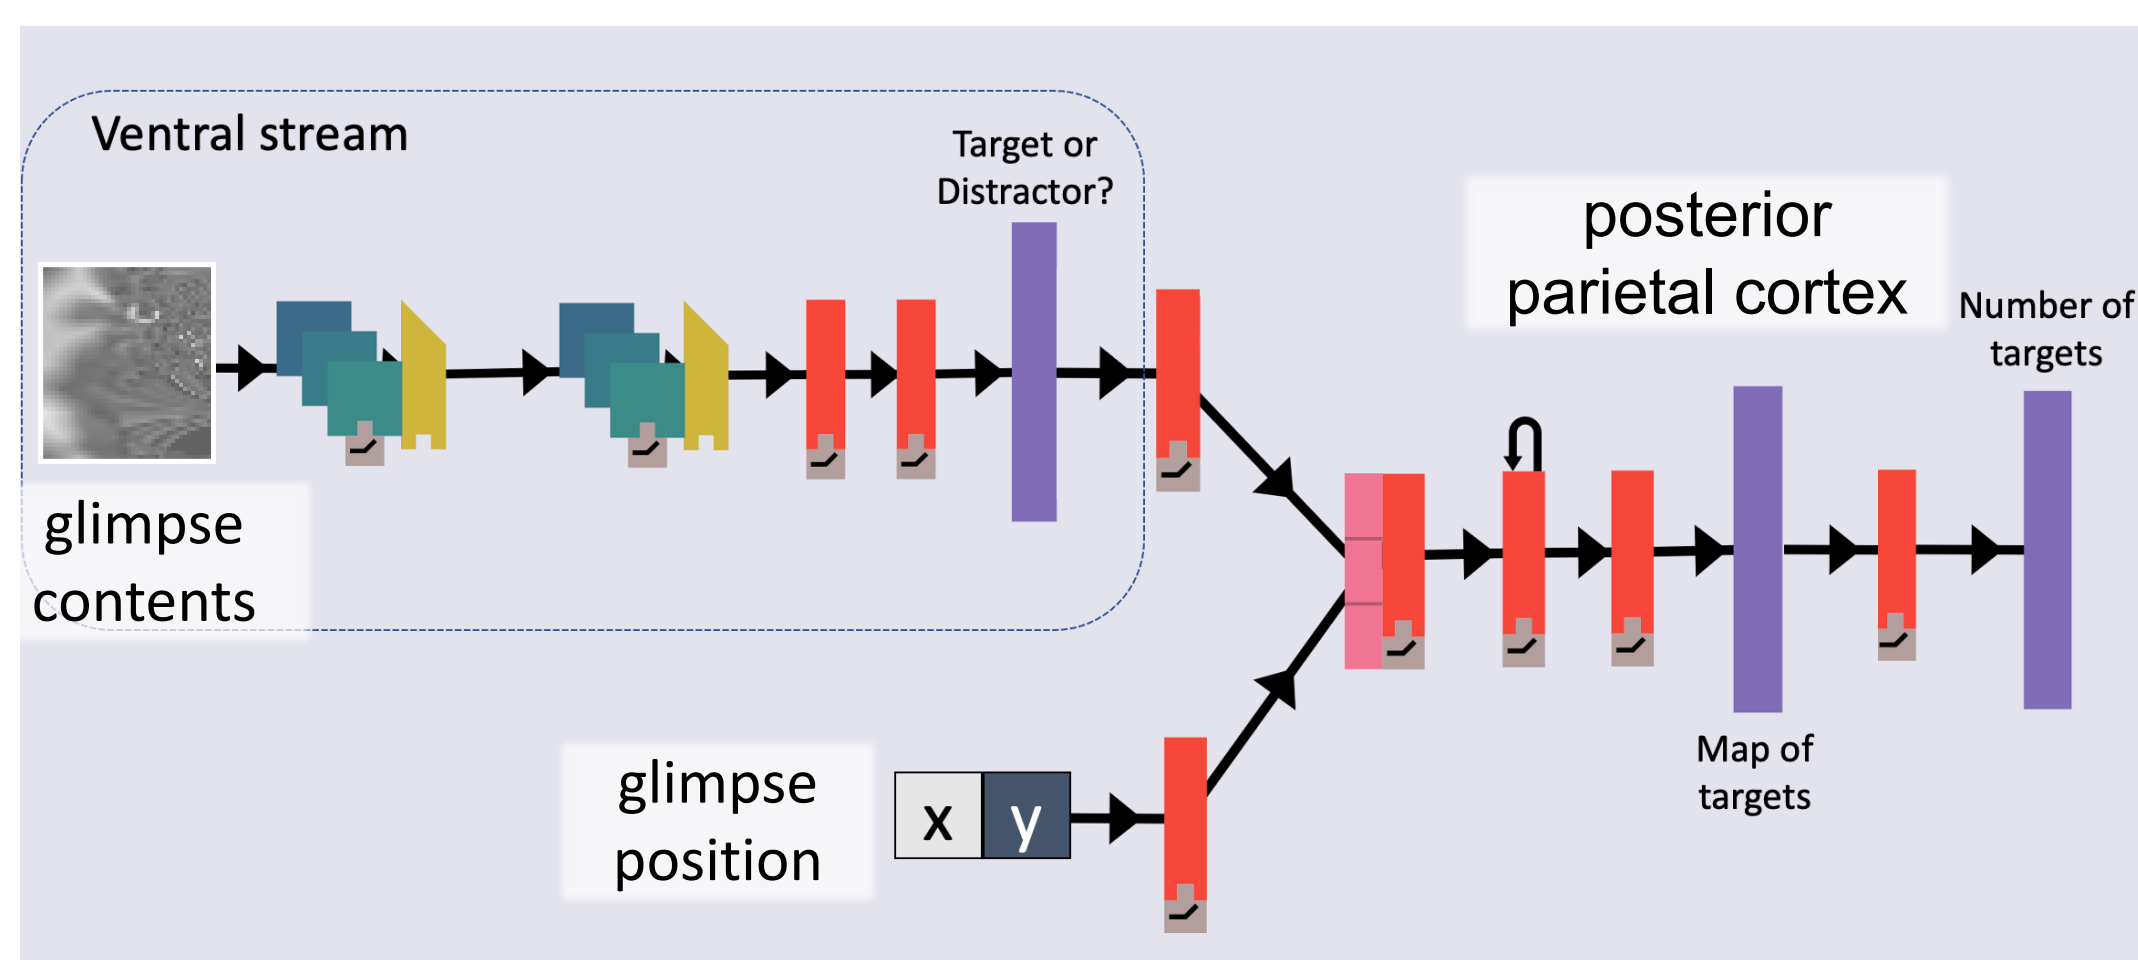 Ventral stream
Target or
Distractor?
glimpse
contents
posterior
parietal cortex
Number of
targets
Map of
targets
glimpse
position
x y